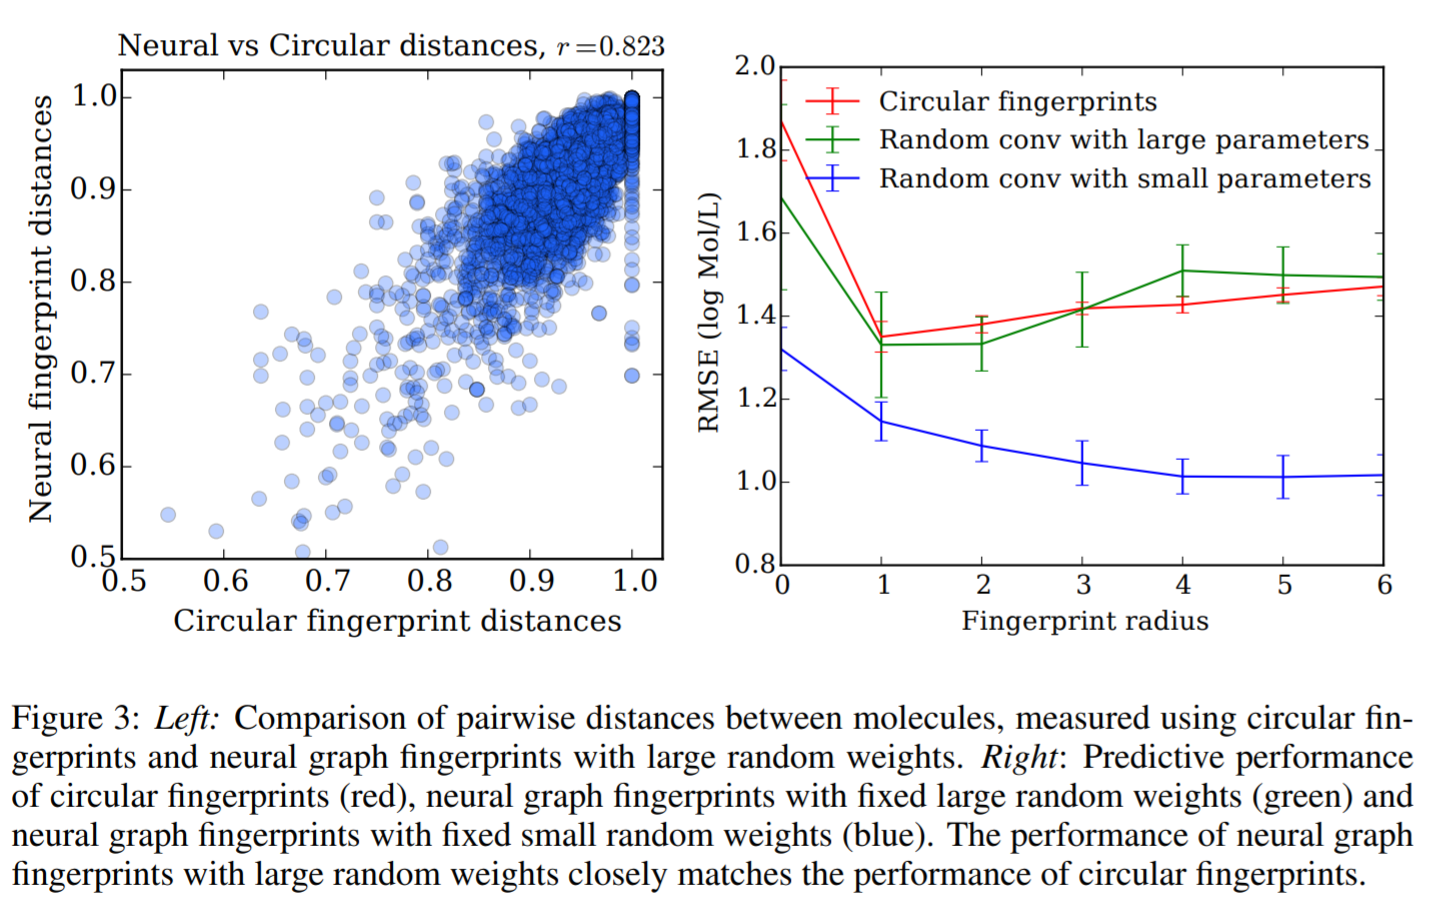 Neural vs Circular distances, r=0.823
Neural fingerprint distances
1.0
0.9
0.8
0.7
0.6
0.5
0.5 0.6 0.7 0.8 0.9 1.0
Circular fingerprint distances
RMSE (log Mol/L)
2.0
1.8
1.6
1.4
1.2
1.0
0.8
Circular fingerprints
Random conv with large parameters
Random conv with small parameters
0 1 2 3 4 5 6
Fingerprint radius
Figure 3: Left: Comparison of pairwise distances between molecules, measured using circular fin-
gerprints and neural graph fingerprints with large random weights. Right: Predictive performance
of circular fingerprints (red), neural graph fingerprints with fixed large random weights (green) and
neural graph fingerprints with fixed small random weights (blue). The performance of neural graph
fingerprints with large random weights closely matches the performance of circular fingerprints.